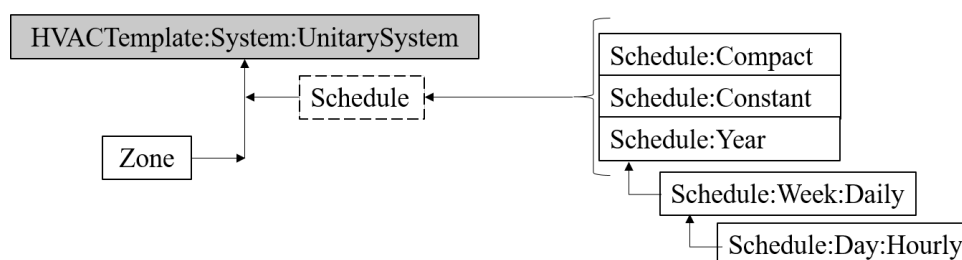 HVACTemplate:System:UnitarySystem
Schedule:Compact
Schedule
Schedule:Constant
Schedule:Year
Zone
Schedule:Week:Daily
Schedule:Day:Hourly